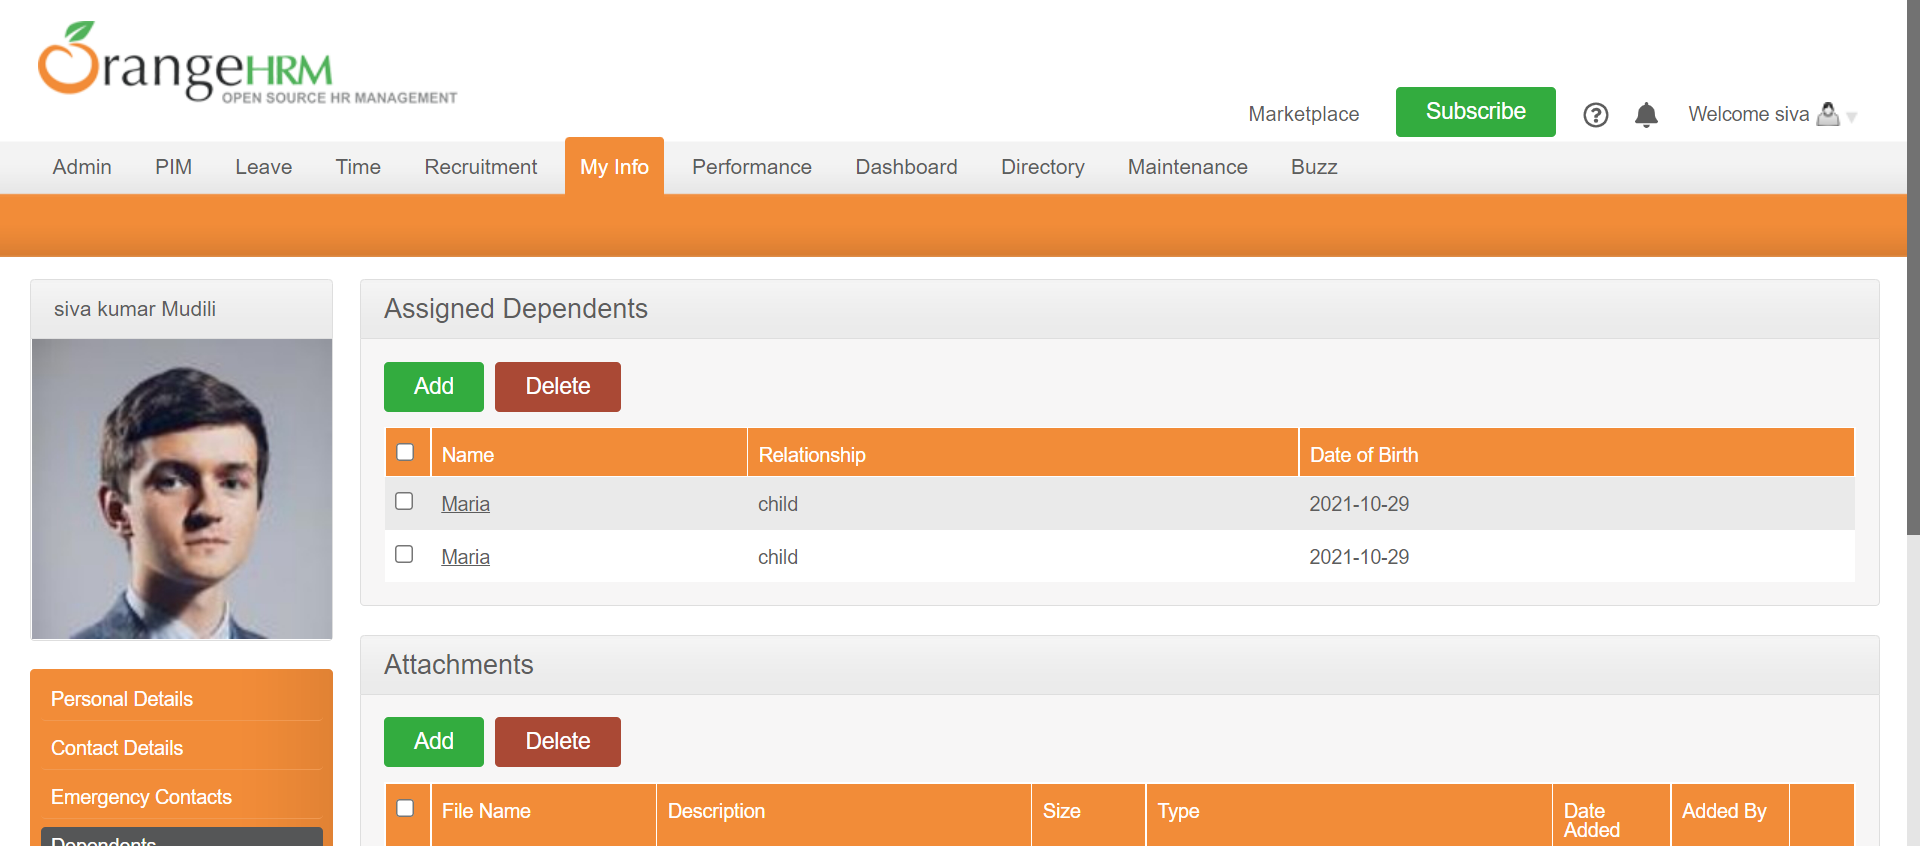 OrangeHRM
OPEN SOURCE HR MANAGEMENT
Marketplace
Subscribe
Welcome siva
Admin
PIM
Leave
Time
Recruitment
My Info
Performance
Dashboard
Directory
Maintenance
Buzz
siva kumar Mudili
Assigned Dependents
Add
Delete
Name Relationship Date of Birth
Maria child 2021-10-29
Maria child 2021-10-29
Attachments
Add
Delete
File Name Description Size Type Date Added Added By
Personal Details
Contact Details
Emergency Contacts
Dependents